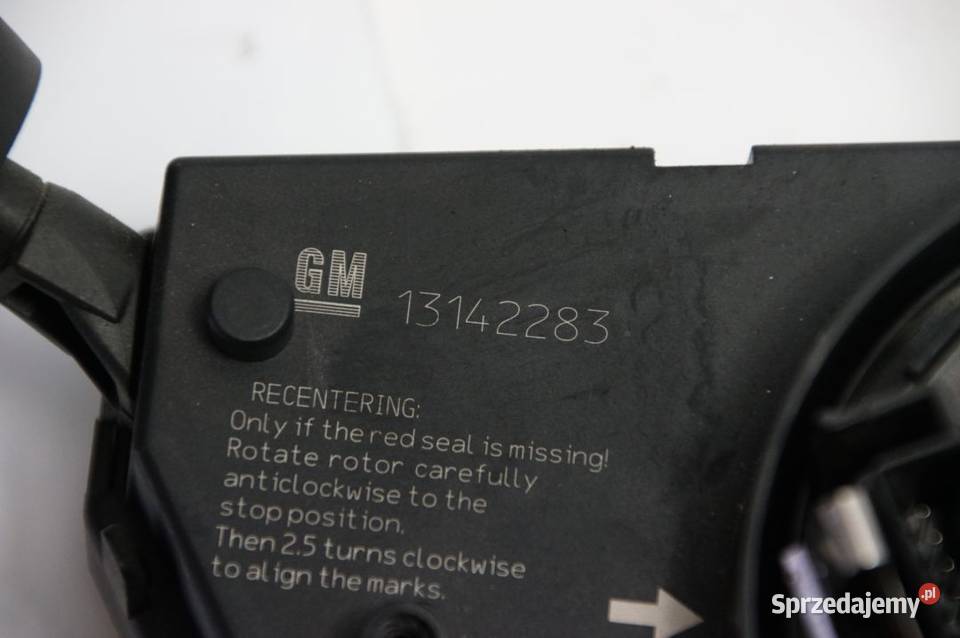 GM
13142283
RECENTERING:
Only if the red seal is missing!
Rotate rotor carefully
anticlockwise to the
stop position.
Then 2.5 turns clockwise
to align the marks.
Sprzedajemy.pl